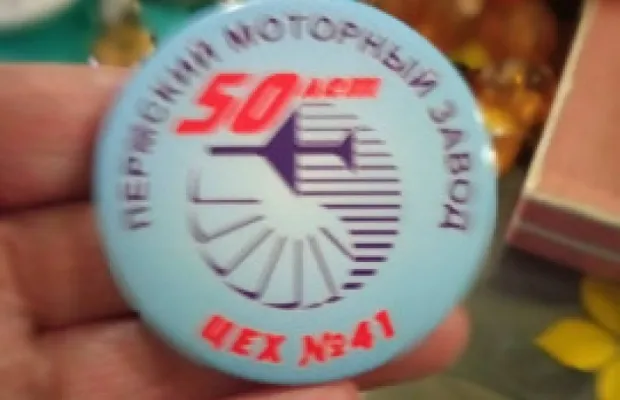 ПЕРМСКИЙ МОТОРНЫЙ ЗАВОД
50 лет
ЦЕХ №41